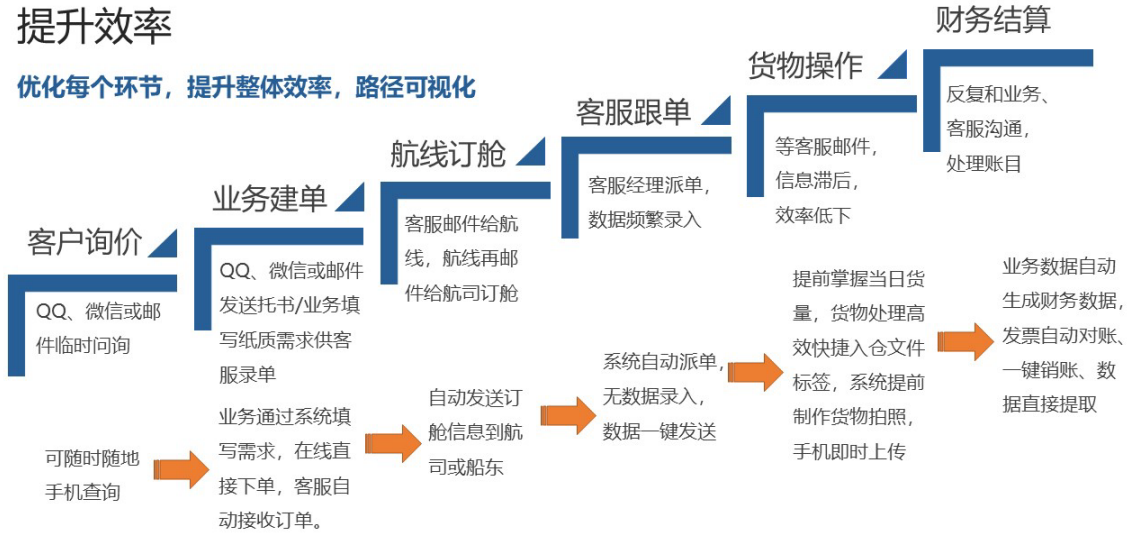 提升效率
优化每个环节，提升整体效率，路径可视化
客户询价
QQ、微信或邮
件临时问询
业务建单
QQ、微信或邮件
发送托书/业务填
写纸质需求供客
服录单
航线订舱
客服邮件给航
线，航线再邮
件给航司订舱
客服跟单
客服经理派单，
数据频繁录入
货物操作
等客服邮件，
信息滞后，
效率低下
财务结算
反复和业务、
客服沟通，
处理账目
可随时随地
手机查询
业务通过系统填
写需求，在线直
接下单，客服自
动接收订单。
自动发送订
舱信息到航
司或船东
系统自动派单，
无数据录入，
数据一键发送
提前掌握当日货
量，货物处理高
效快捷入仓文件
标签，系统提前
制作货物拍照，
手机即时上传
业务数据自动
生成财务数据，
发票自动对账、
一键销账、数
据直接提取